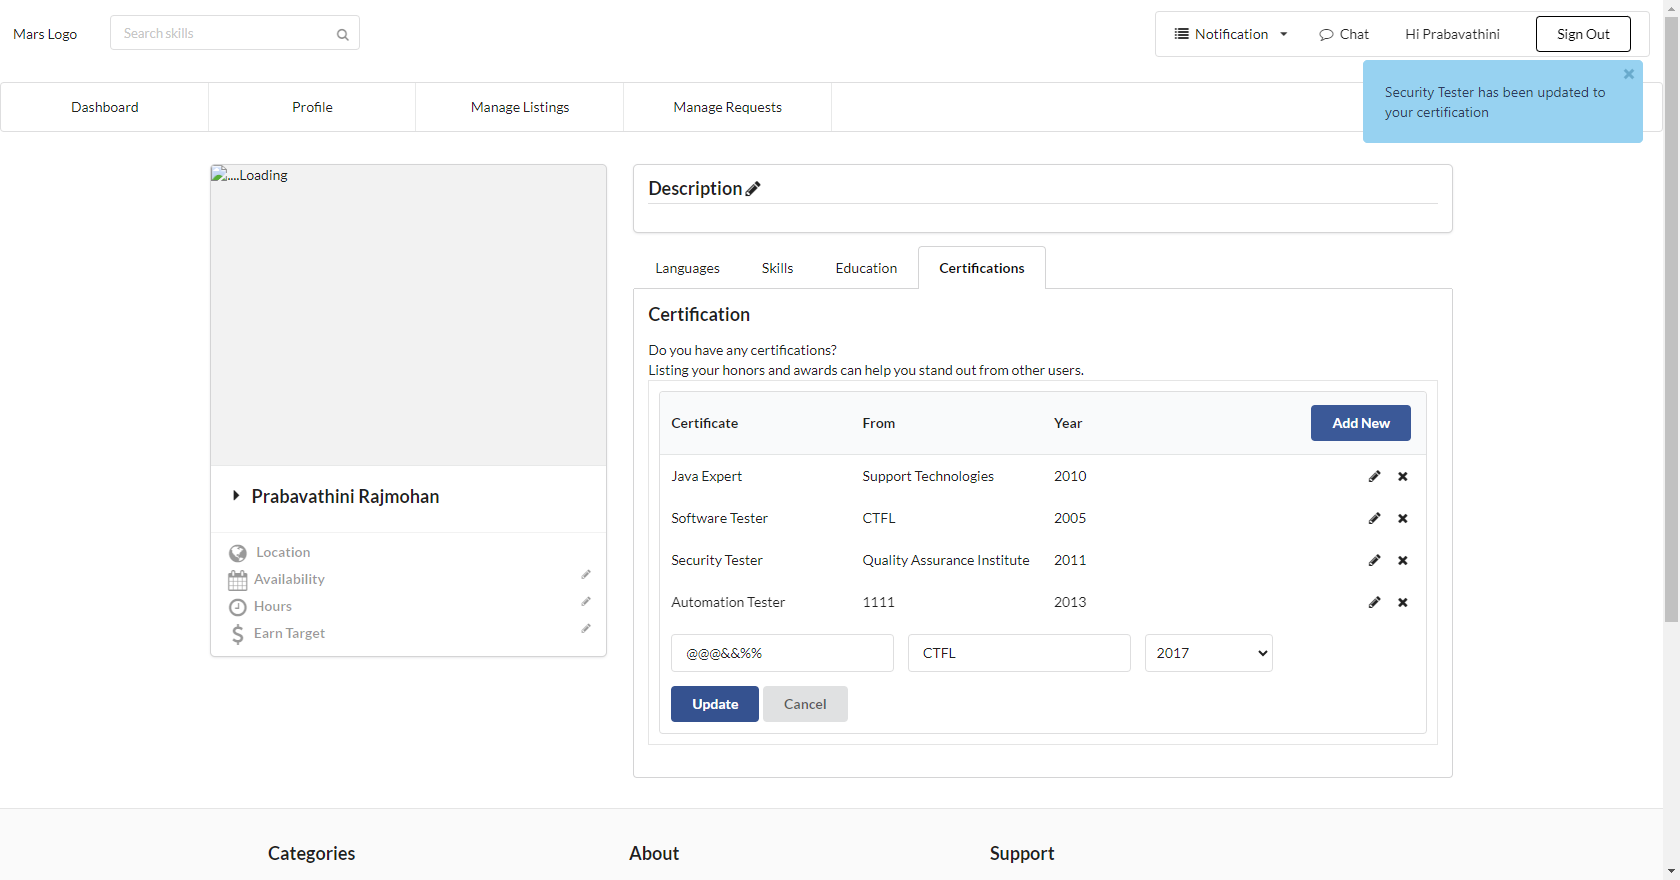 Mars Logo
Search skills
Notification
Chat
Hi Prabavathini
Sign Out
Security Tester has been updated to
your certification
Dashboard
Profile
Manage Listings
Manage Requests
....Loading
Prabavathini Rajmohan
Location
Availability
Hours
Earn Target
Description
Languages
Skills
Education
Certifications
Certification
Do you have any certifications?
Listing your honors and awards can help you stand out from other users.
Certificate From Year Add New
Java Expert Support Technologies 2010
Software Tester CTFL 2005
Security Tester Quality Assurance Institute 2011
Automation Tester 1111 2013
@@@&&%% CTFL 2017
Update Cancel
Categories
About
Support